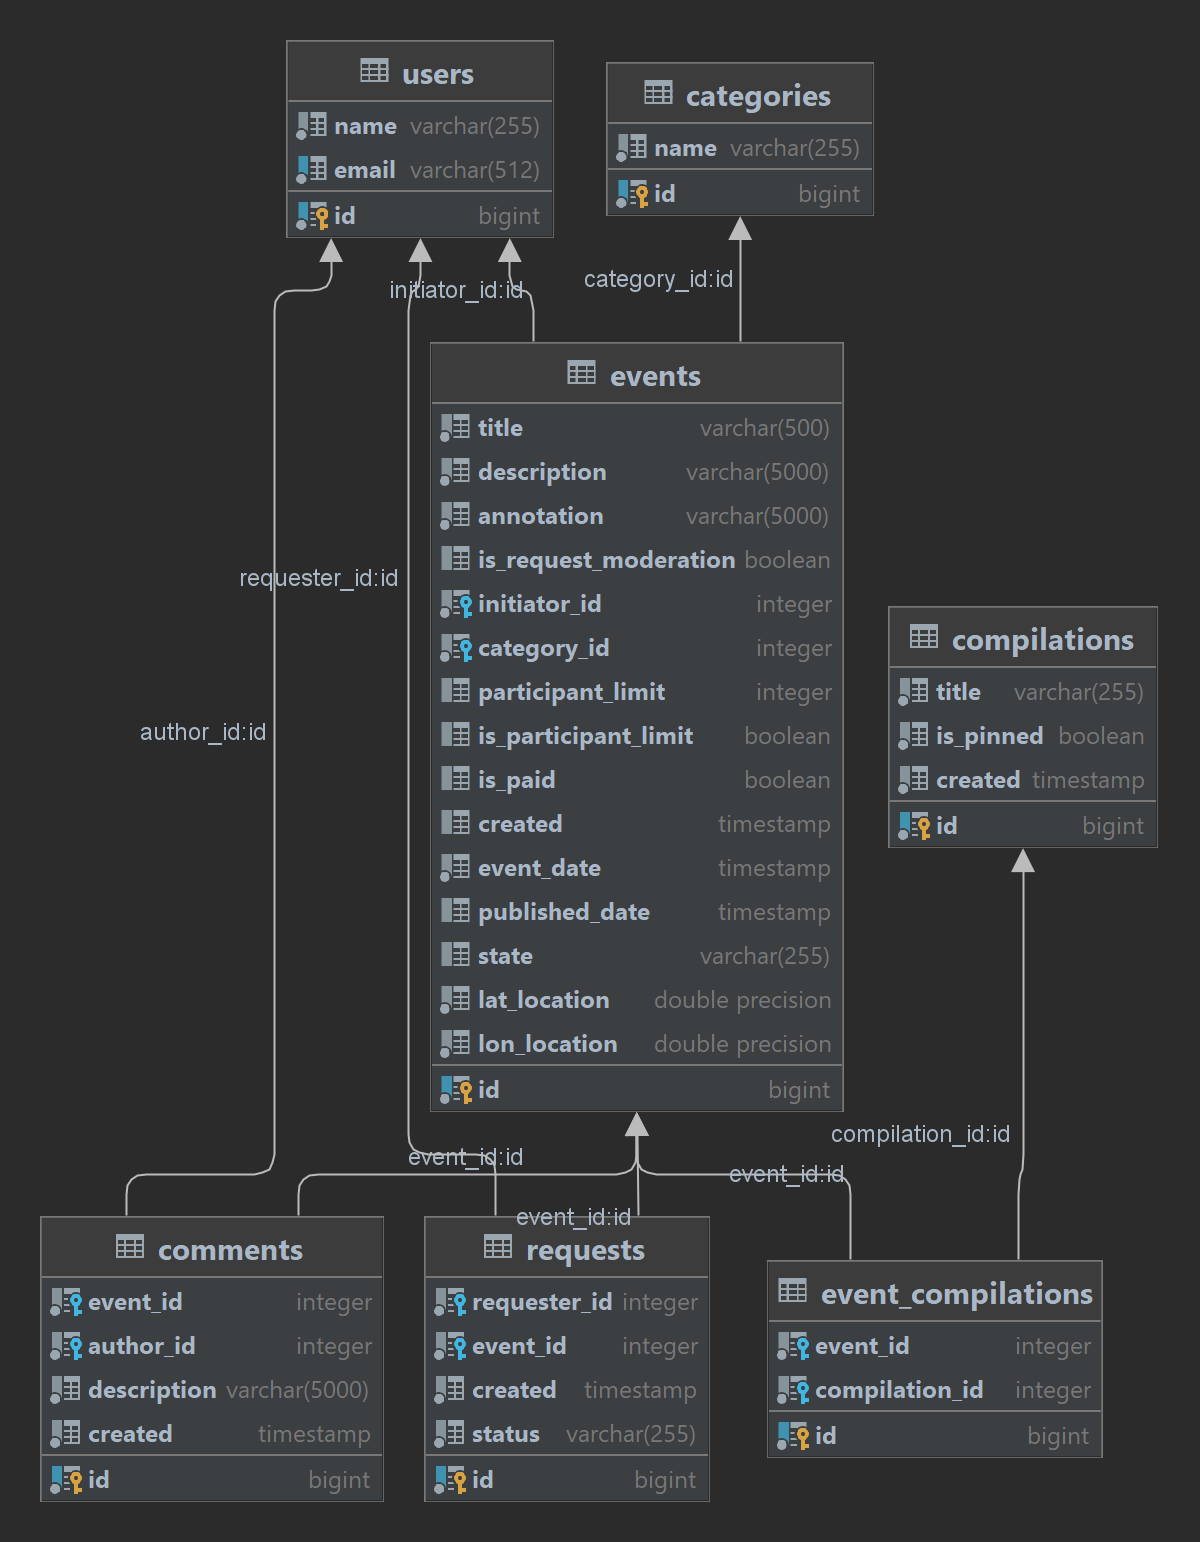 users
name varchar(255)
email varchar(512)
id bigint
categories
name varchar(255)
id bigint
initiator_id:id
category_id:id
events
title varchar(500)
description varchar(5000)
annotation varchar(5000)
is_request_moderation boolean
initiator_id integer
category_id integer
participant_limit integer
is_participant_limit boolean
is_paid boolean
created timestamp
event_date timestamp
published_date timestamp
state varchar(255)
lat_location double precision
lon_location double precision
id bigint
requester_id:id
author_id:id
compilations
title varchar(255)
is_pinned boolean
created timestamp
id bigint
compilation_id:id
event_id:id
event_id:id
event_id:id
comments
event_id integer
author_id integer
description varchar(5000)
created timestamp
id bigint
requests
requester_id integer
event_id integer
created timestamp
status varchar(255)
id bigint
event_compilations
event_id integer
compilation_id integer
id bigint